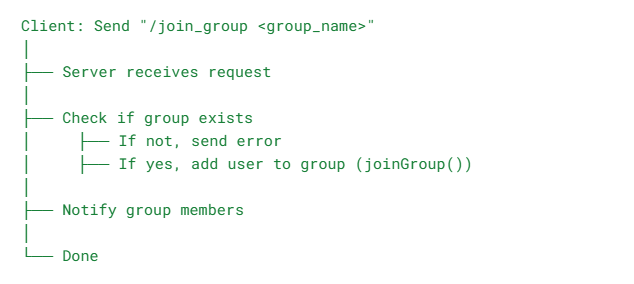 Client: Send "/join_group <group_name>"
│
├── Server receives request
│
├── Check if group exists
│     ├── If not, send error
│     ├── If yes, add user to group (joinGroup())
│
├── Notify group members
│
└── Done